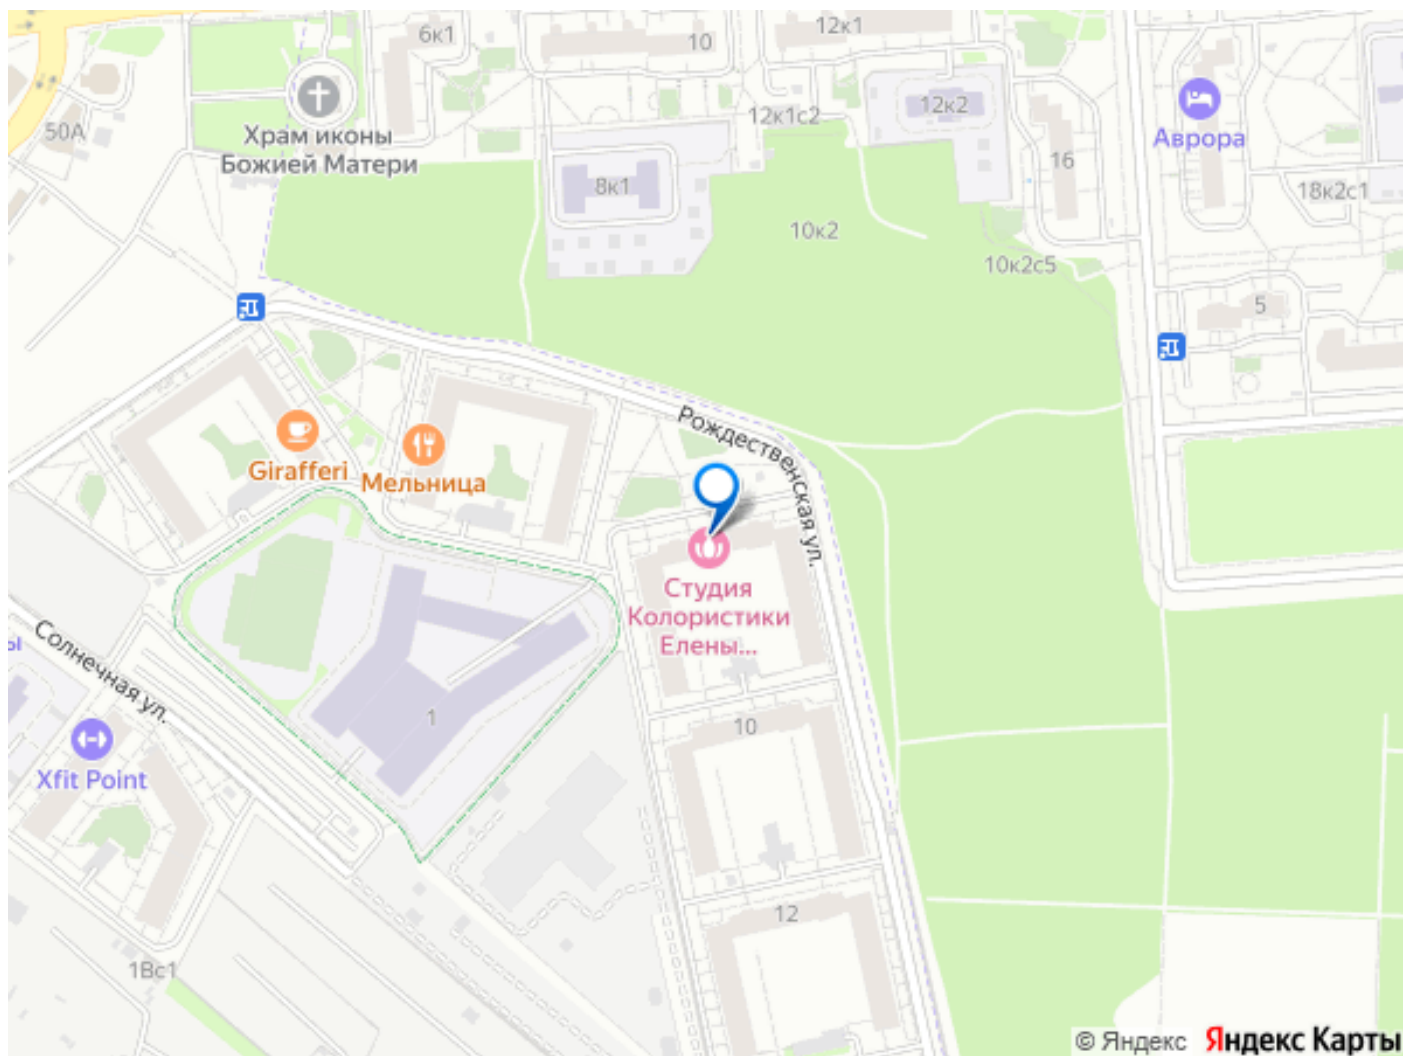 6к1
10
12к1
50А
Храм иконы
Божией Матери
12к1с2
12к2
Аврора
16
8к1
18к2с1
10к2
10к2с5
5
Рождественская ул.
Girafferi
Мельница
Студия
Колористики
Елены...
Солнечная ул.
ы
1
10
Xfit Point
12
1Вс1
© Яндекс Яндекс Карты